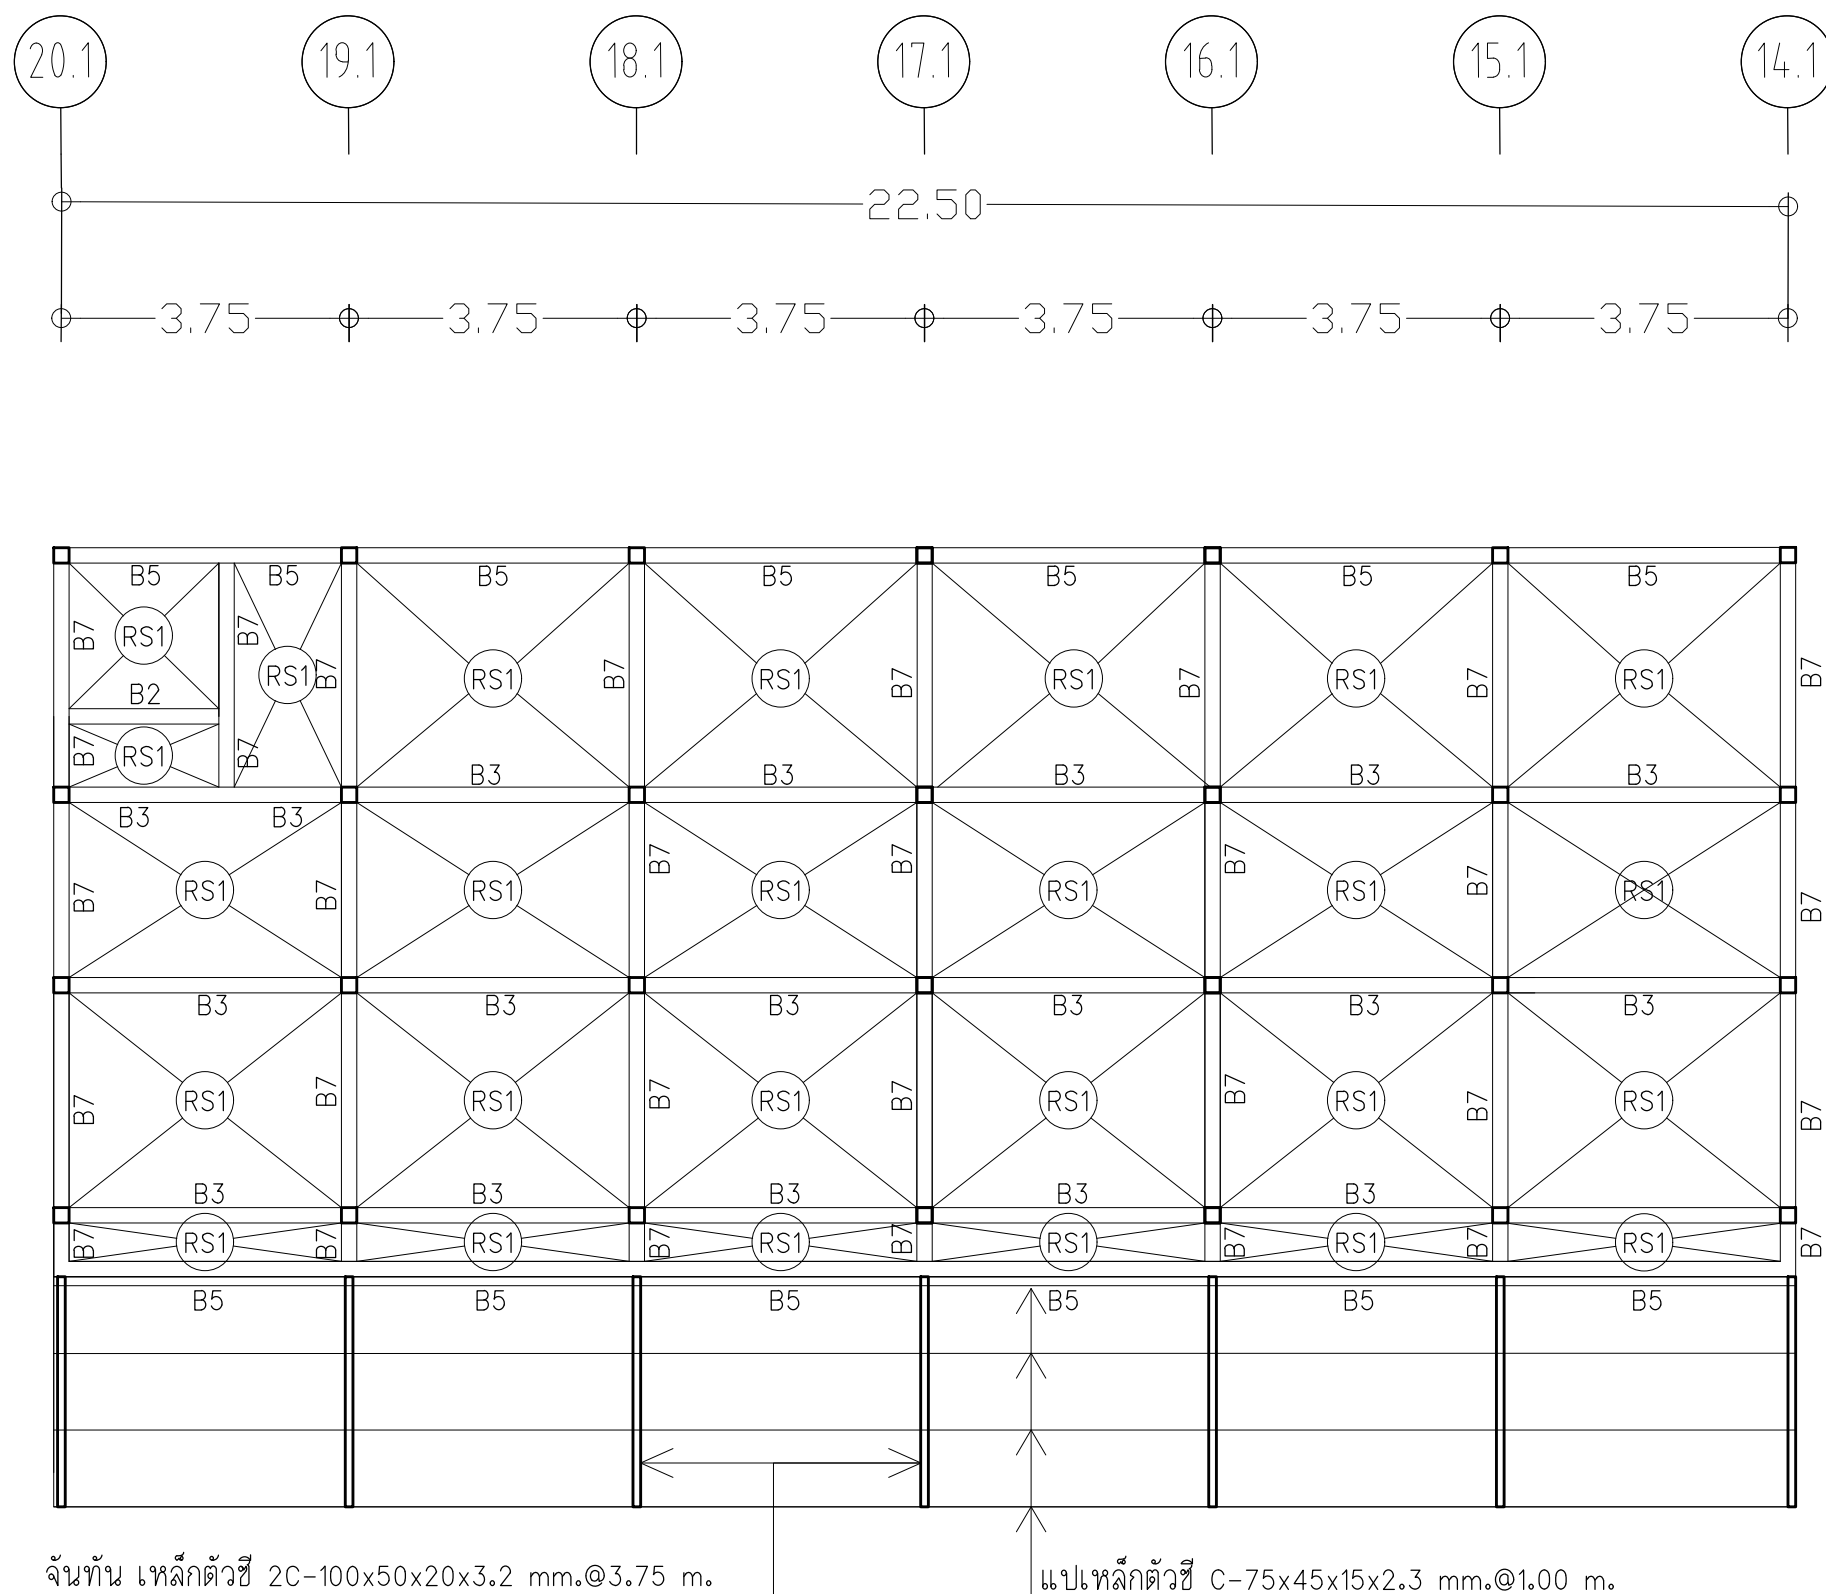 20.1 19.1 18.1 17.1 16.1 15.1 14.1
22.50
3.75 3.75 3.75 3.75 3.75 3.75
B5 B5 B5 B5 B5 B5 B5
B7 RS1 B7
RS1 B7 RS1 B7 RS1 B7 RS1 B7 RS1 B7 RS1 B7
B2
B7 RS1 B7
B3 B3 B3 B3 B3
B3 B3
B7 B7 B7 B7
B7 RS1 B7 RS1 RS1 RS1 RS1 B7 RS1 B7
B3 B3 B3 B3 B3 B3
B7 RS1 B7 RS1 B7 RS1 B7 RS1 B7 RS1 B7 RS1 B7
B3 B3 B3 B3 B3
B7 RS1 B7 RS1 B7 RS1 B7 RS1 B7 RS1 B7 RS1 B7
B5 B5 B5 B5 B5 B5
จันทัน เหล็กตัวซี 2C-100x50x20x3.2 mm.@3.75 m.
แปเหล็กตัวซี C-75x45x15x2.3 mm.@1.00 m.